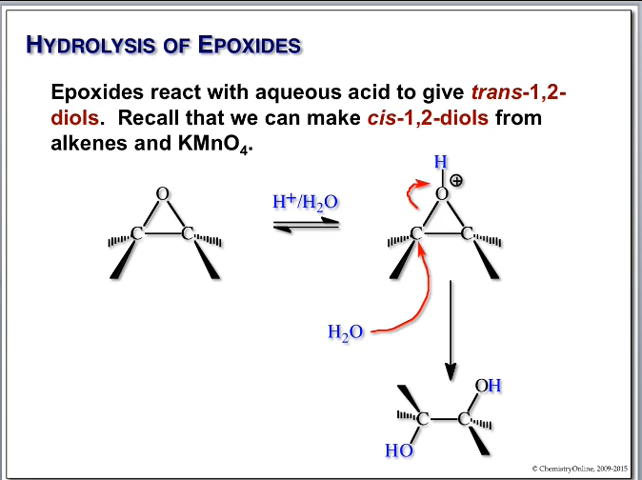 HYDROLYSIS OF EPOXIDES
Epoxides react with aqueous acid to give trans-1,2-
diols. Recall that we can make cis-1,2-diols from
alkenes and KMnO₄.
H
⊕
O
H⁺/H₂O
O
C C
C C
H₂O
OH
C C
HO
© ChemistryOnline, 2009-2015